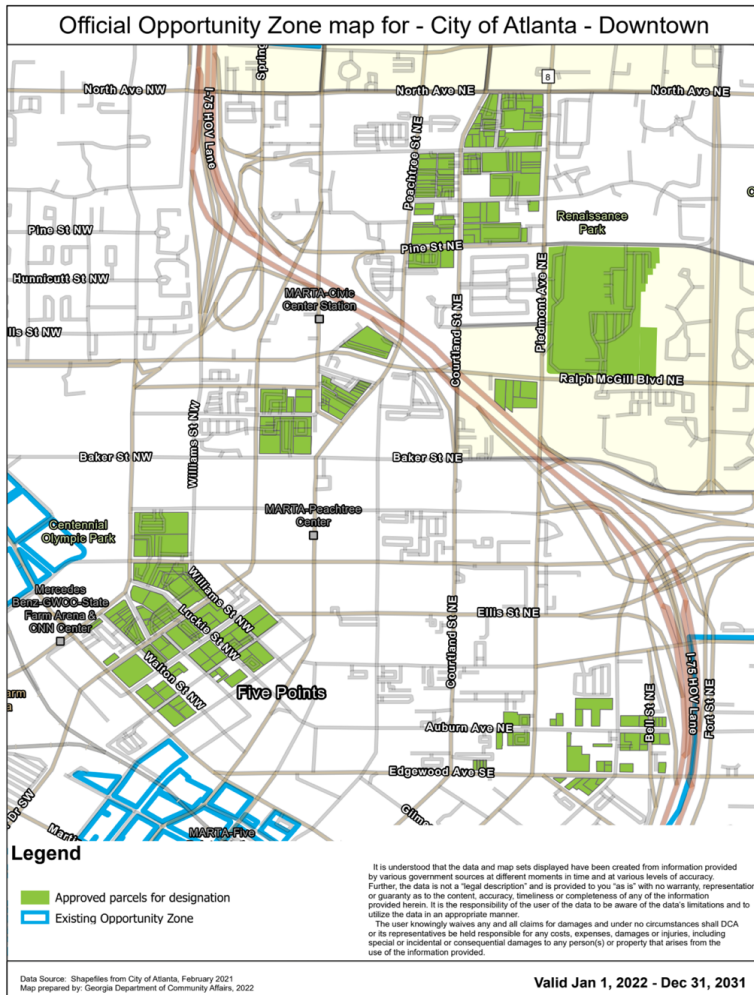 Official Opportunity Zone map for - City of Atlanta - Downtown
Spring
8
North Ave NW
North Ave NE
North Ave NE
I-75 HOV Lane
Peachtree St NE
Renaissance
Park
Pine St NW
Pine St NE
Hunnicutt St NW
Piedmont Ave NE
MARTA-Civic
Center Station
lls St NW
Courtland St NE
Ralph McGill Blvd NE
Williams St NW
Baker St NW
Baker St NE
MARTA-Peachtree
Center
Centennial
Olympic Park
Mercedes
Benz-GWCC-State
Farm Arena &
CNN Center
Williams St NW
Luckie St NW
Ellis St NE
Courtland St NE
Walton St NW
Five Points
arm
a
I-75 HOV Lane
Bell St NE
Fort St NE
Auburn Ave NE
Edgewood Ave SE
Dr SW
MARTA-Five
Legend
Approved parcels for designation
Existing Opportunity Zone
It is understood that the data and map sets displayed have been created from information provided
by various government sources at different moments in time and at various levels of accuracy.
Further, the data is not a "legal description" and is provided to you "as is" with no warranty, representation
or guaranty as to the content, accuracy, timeliness or completeness of any of the information
provided herein. It is the responsibility of the user of the data to be aware of the data's limitations and to
utilize the data in an appropriate manner.
The user knowingly waives any and all claims for damages and under no circumstances shall DCA
or its representatives be held responsible for any costs, expenses, damages or injuries, including
special or incidental or consequential damages to any person(s) or property that arises from the
use of the information provided.
Data Source: Shapefiles from City of Atlanta, February 2021
Map prepared by: Georgia Department of Community Affairs, 2022
Valid Jan 1, 2022 - Dec 31, 2031